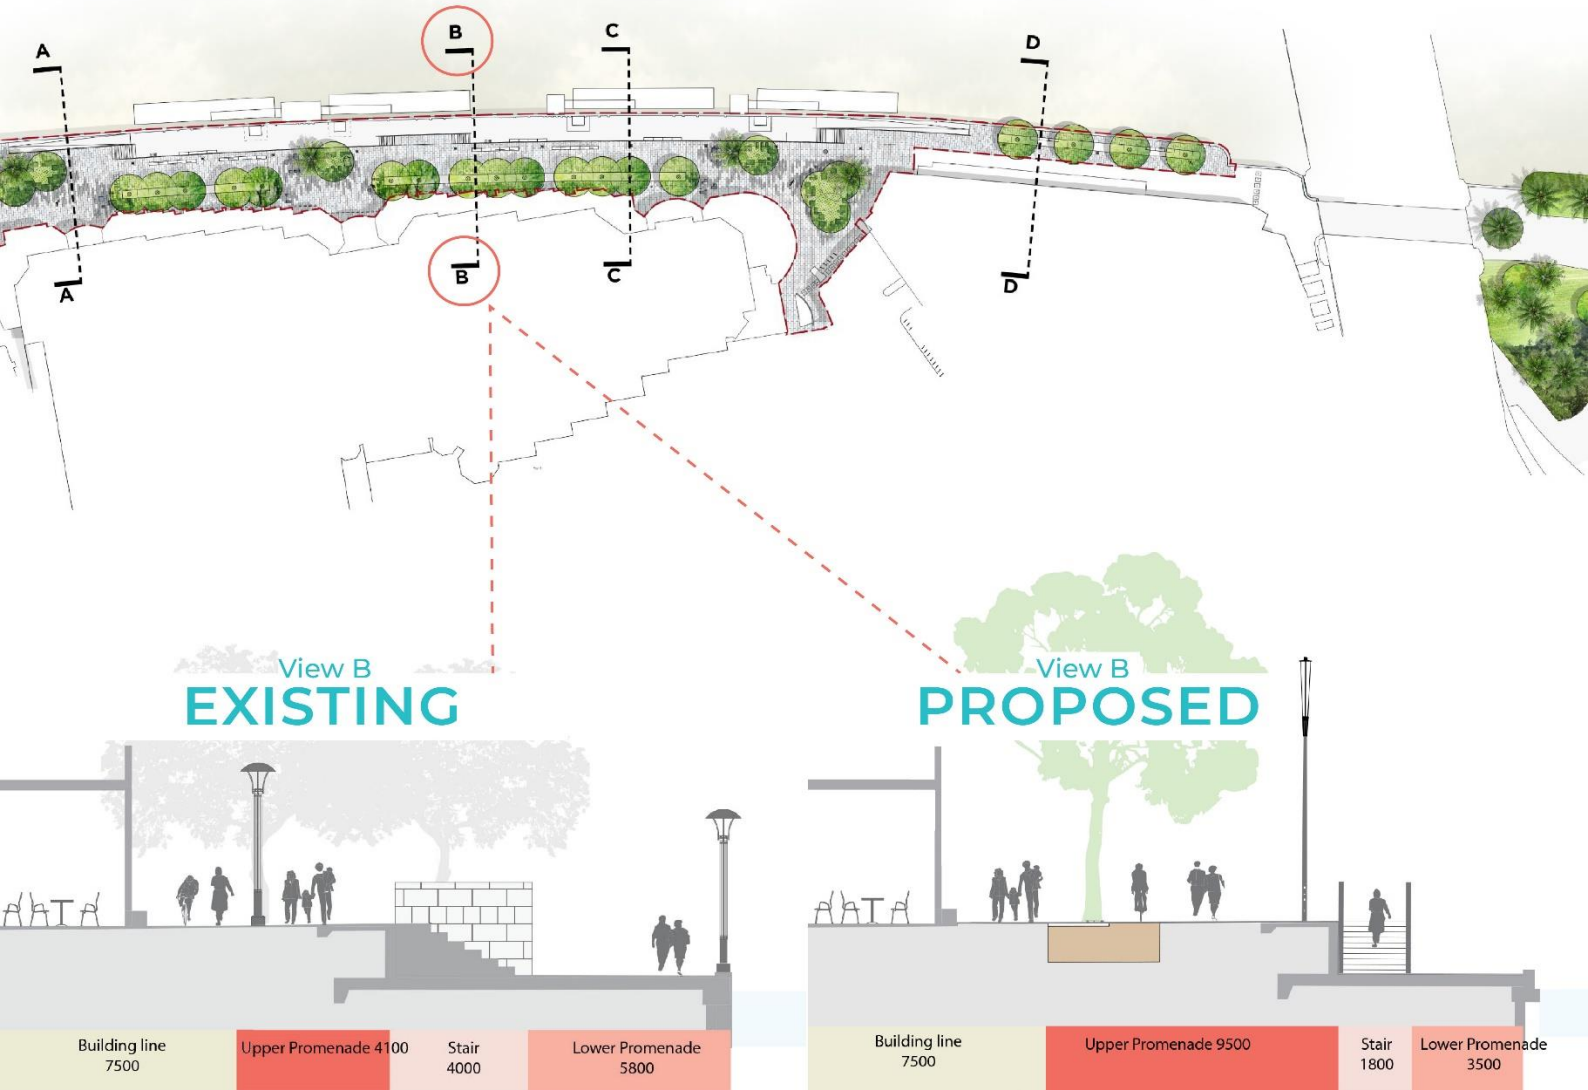 A
B
C
D
A
B
C
D
View B
EXISTING
View B
PROPOSED
Building line
7500
Upper Promenade 4100
Stair
4000
Lower Promenade
5800
Building line
7500
Upper Promenade 9500
Stair
1800
Lower Promenade
3500